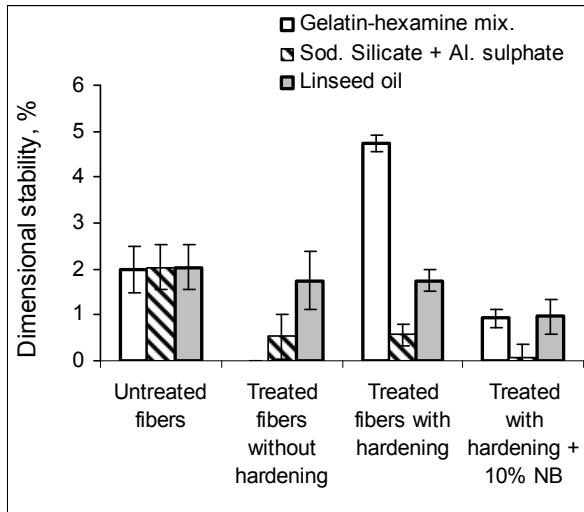 Gelatin-hexamine mix.
Sod. Silicate + Al. sulphate
Linseed oil
Dimensional stability, %
6
5
4
3
2
1
0
Untreated
fibers
Treated
fibers
without
hardening
Treated
fibers with
hardening
Treated
with
hardening +
10% NB